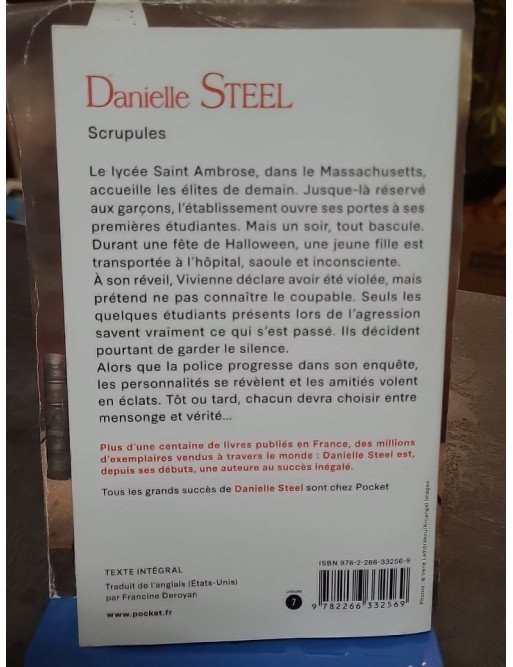 Danielle STEEL
Scrupules
Le lycée Saint Ambrose, dans le Massachusetts,
accueille les élites de demain. Jusque-là réservé
aux garçons, l'établissement ouvre ses portes à ses
premières étudiantes. Mais un soir, tout bascule.
Durant une fête de Halloween, une jeune fille est
transportée à l'hôpital, saoule et inconsciente.
À son réveil, Vivienne déclare avoir été violée, mais
prétend ne pas connaître le coupable. Seuls les
quelques étudiants présents lors de l'agression
savent vraiment ce qui s'est passé. Ils décident
pourtant de garder le silence.
Alors que la police progresse dans son enquête,
les personnalités se révèlent et les amitiés volent
en éclats. Tôt ou tard, chacun devra choisir entre
mensonge et vérité...
Plus d'une centaine de livres publiés en France, des millions
d'exemplaires vendus à travers le monde : Danielle Steel est,
depuis ses débuts, une auteure au succès inégalé.
Tous les grands succès de Danielle Steel sont chez Pocket
TEXTE INTÉGRAL
Traduit de l'anglais (États-Unis)
par Francine Deroyan
www.pocket.fr
7
ISBN 978-2-266-33256-9
9 782266 332569
Images